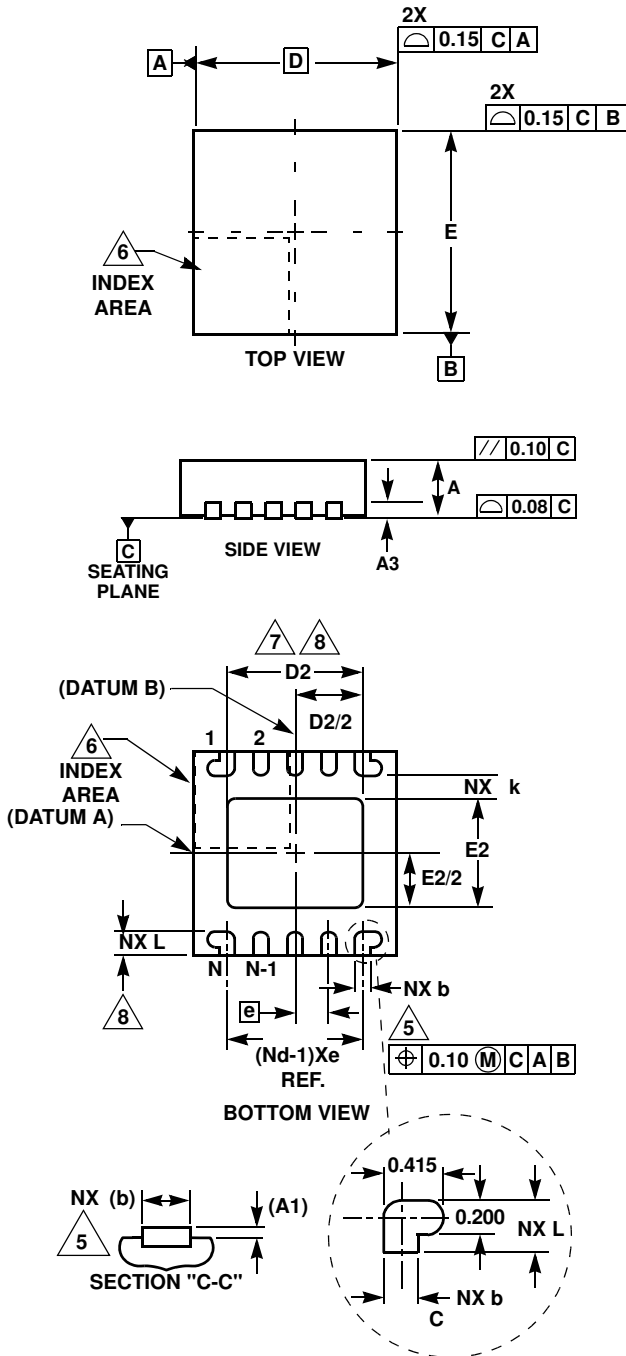 2X
0.15 C A
A
D
2X
0.15 C B
E
6
INDEX
AREA
TOP VIEW
B
// 0.10 C
A
0.08 C
C
SEATING
PLANE
SIDE VIEW
A3
7 8
D2
(DATUM B)
D2/2
6
INDEX
AREA
(DATUM A)
1 2
NX k
E2
E2/2
NX L
N N-1
8
NX b
e
5
(Nd-1)Xe
REF.
0.10 M C A B
BOTTOM VIEW
NX (b)
(A1)
5
SECTION "C-C"
0.415
0.200
NX L
NX b
C